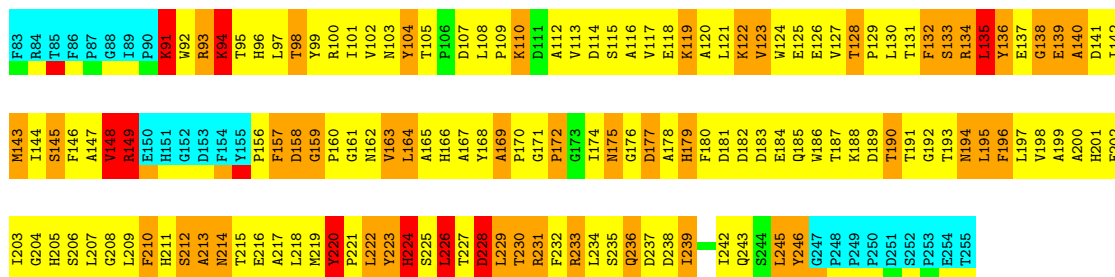 F83 R84 T85 F86 P87 G88 I89 P90 K91 W92 R93 K94 T95 H96 L97 T98 Y99 R100 I101 V102 N103 Y104 T105 P106 D107 L108 P109 K110 D111 A112 V113 D114 S115 A116 V117 E118 K119 A120 L121 K122 V123 W124 E125 E126 V127 T128 P129 L130 T131 F132 S133 R134 L135 Y136 E137 G138 E139 A140 D141
M143 I144 S145 F146 A147 V148 R149 E150 H151 G152 D153 F154 Y155 P156 F157 D158 G159 P160 G161 N162 V163 L164 A165 H166 A167 Y168 A169 P170 G171 P172 G173 I174 N175 G176 D177 A178 H179 F180 D181 D182 D183 E184 Q185 W186 T187 K188 D189 T190 T191 G192 T193 N194 L195 F196 L197 V198 A199 A200 H201
I203 G204 H205 S206 L207 G208 L209 F210 H211 S212 A213 N214 T215 E216 A217 L218 M219 Y220 P221 L222 Y223 H224 S225 L226 T227 D228 L229 T230 R231 F232 R233 L234 S235 Q236 D237 D238 I239 I242 Q243 S244 L245 Y246 G247 P248 P249 P250 D251 S252 P253 E254 T255